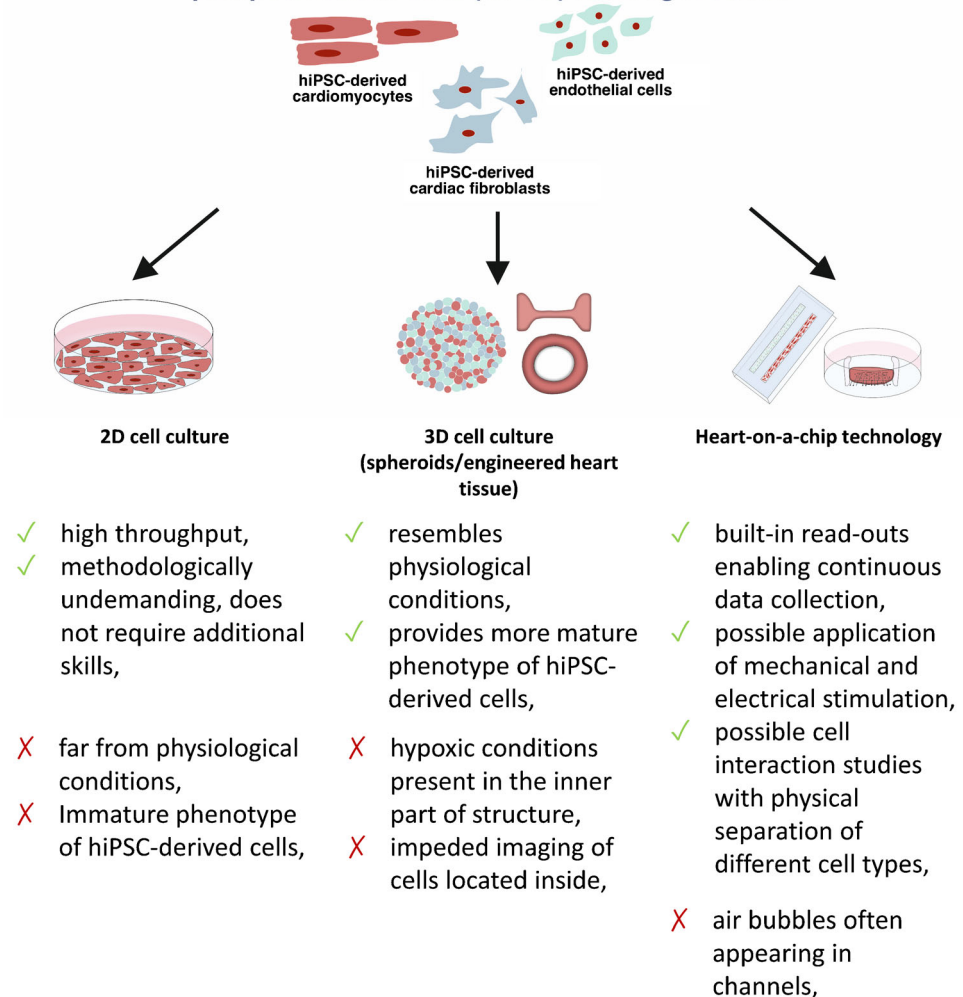 hiPSC-derived
cardiomyocytes
hiPSC-derived
endothelial cells
hiPSC-derived
cardiac fibroblasts
2D cell culture
✓ high throughput,
✓ methodologically
undemanding, does
not require additional
skills,
✗ far from physiological
conditions,
✗ Immature phenotype
of hiPSC-derived cells,
3D cell culture
(spheroids/engineered heart
tissue)
✓ resembles
physiological
conditions,
✓ provides more mature
phenotype of hiPSC-
derived cells,
✗ hypoxic conditions
present in the inner
part of structure,
✗ impeded imaging of
cells located inside,
Heart-on-a-chip technology
✓ built-in read-outs
enabling continuous
data collection,
✓ possible application
of mechanical and
electrical stimulation,
✓ possible cell
interaction studies
with physical
separation of
different cell types,
✗ air bubbles often
appearing in
channels,